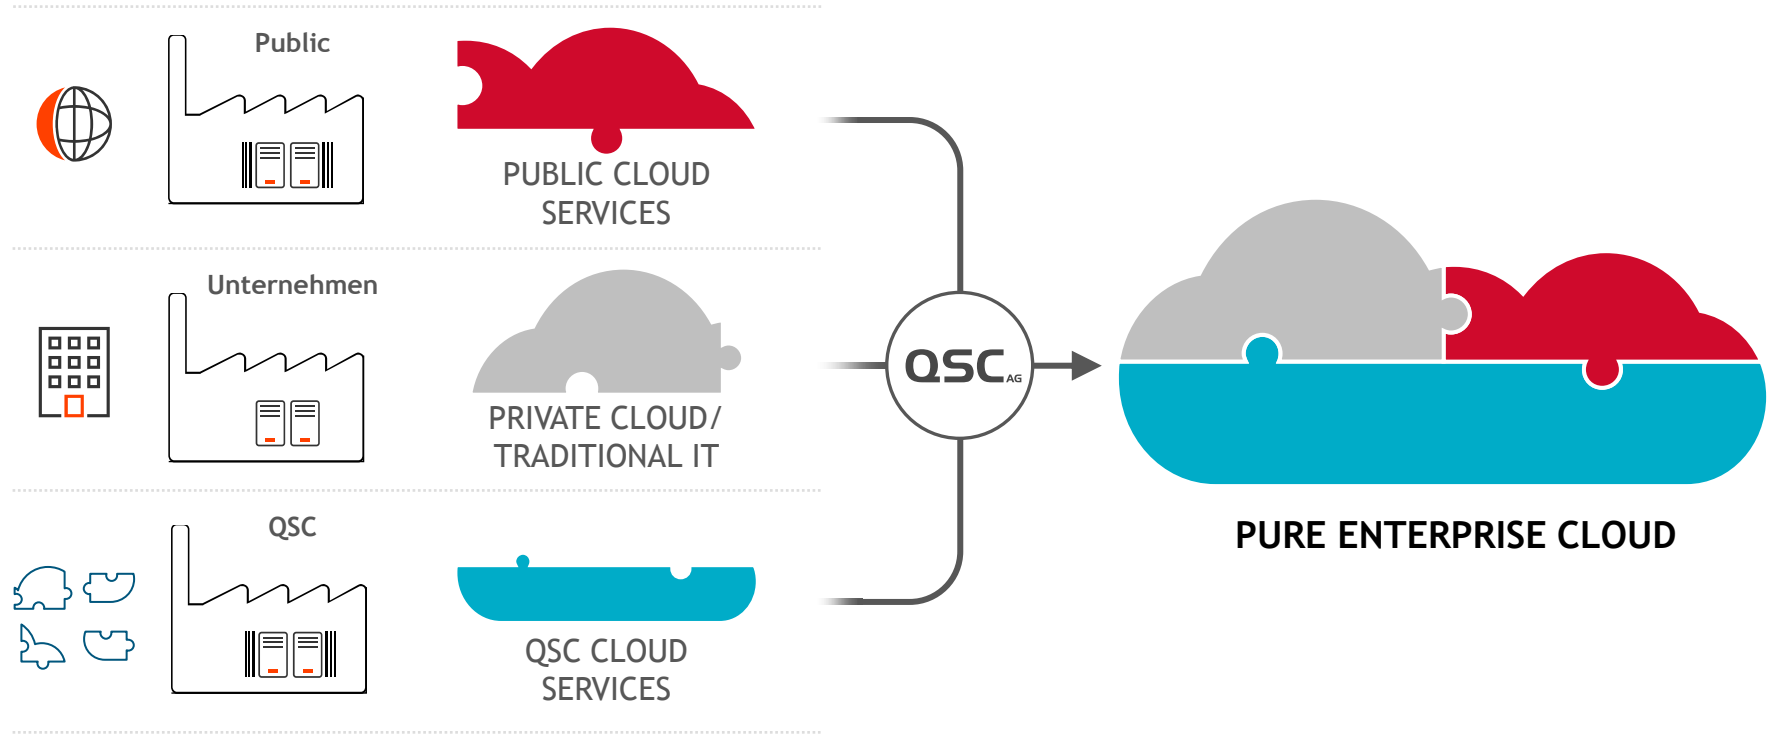 Public
PUBLIC CLOUD
SERVICES
Unternehmen
PRIVATE CLOUD/
TRADITIONAL IT
QSC
QSC CLOUD
SERVICES
QSC AG
PURE ENTERPRISE CLOUD